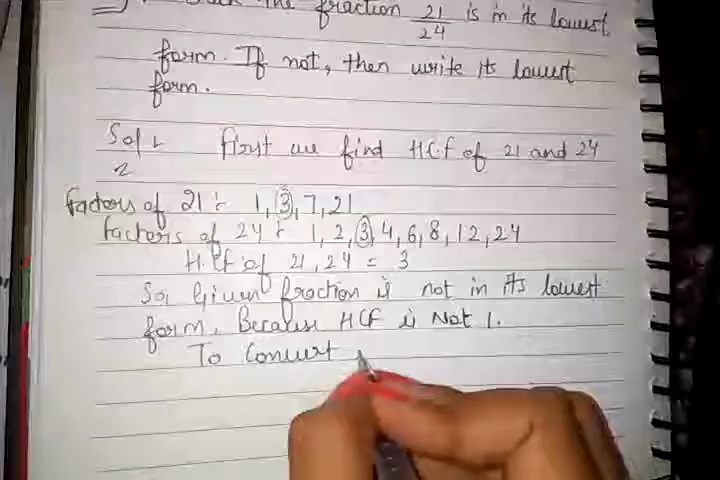 the fraction 21/24 is in its lowest
form. If not, then write its lowest
form.
Sol :- First we find H.C.f of 21 and 24
factors of 21 :- 1, 3, 7, 21
factors of 24 :- 1, 2, 3, 4, 6, 8, 12, 24
H.Cf of 21, 24 = 3
So, Given fraction is not in its lowest
form, Because HCF is Not 1.
To Convert